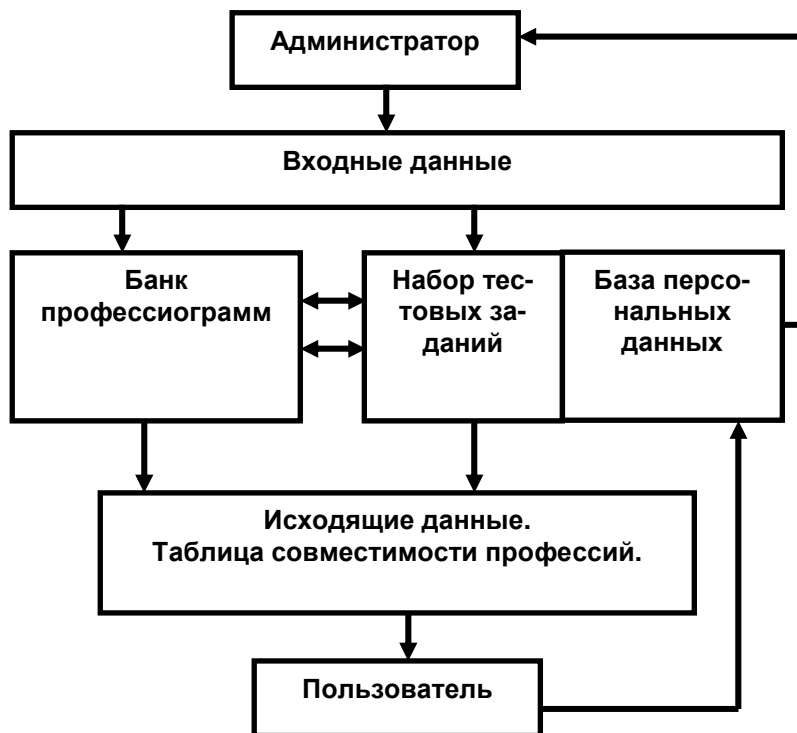 Администратор
Входные данные
Банк
профессиограмм
Набор тес-
товых за-
даний
База персо-
нальных
данных
Исходящие данные.
Таблица совместимости профессий.
Пользователь